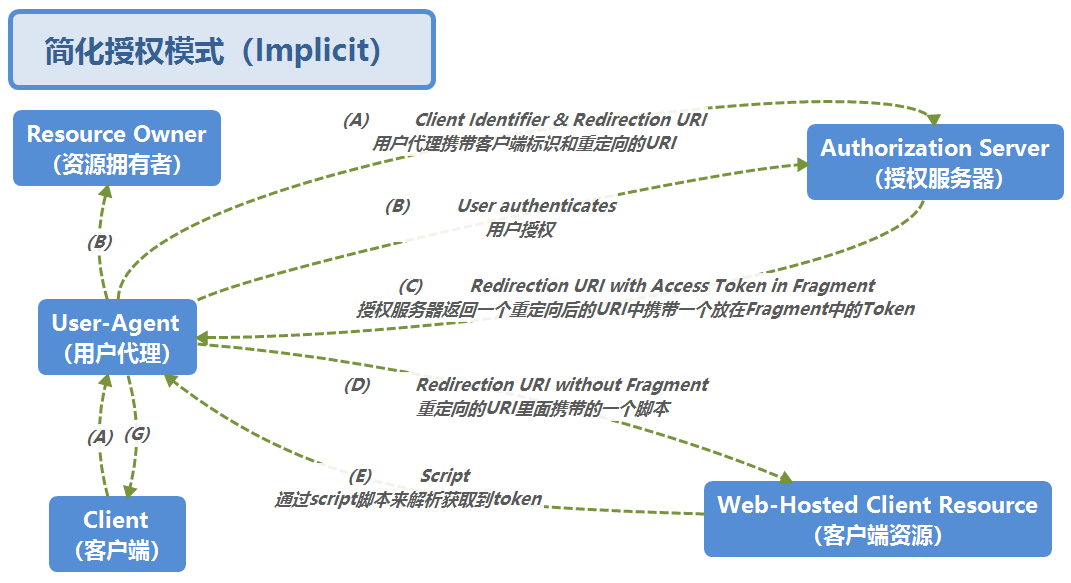 简化授权模式（Implicit）
Resource Owner
（资源拥有者）
(A) Client Identifier & Redirection URI
用户代理携带客户端标识和重定向的URI
Authorization Server
（授权服务器）
(B) User authenticates
用户授权
(B)
(C) Redirection URI with Access Token in Fragment
授权服务器返回一个重定向后的URI中携带一个放在Fragment中的Token
User-Agent
（用户代理）
(D) Redirection URI without Fragment
重定向的URI里面携带的一个脚本
(A)
(G)
(E) Script
通过script脚本来解析获取到token
Web-Hosted Client Resource
（客户端资源）
Client
（客户端）